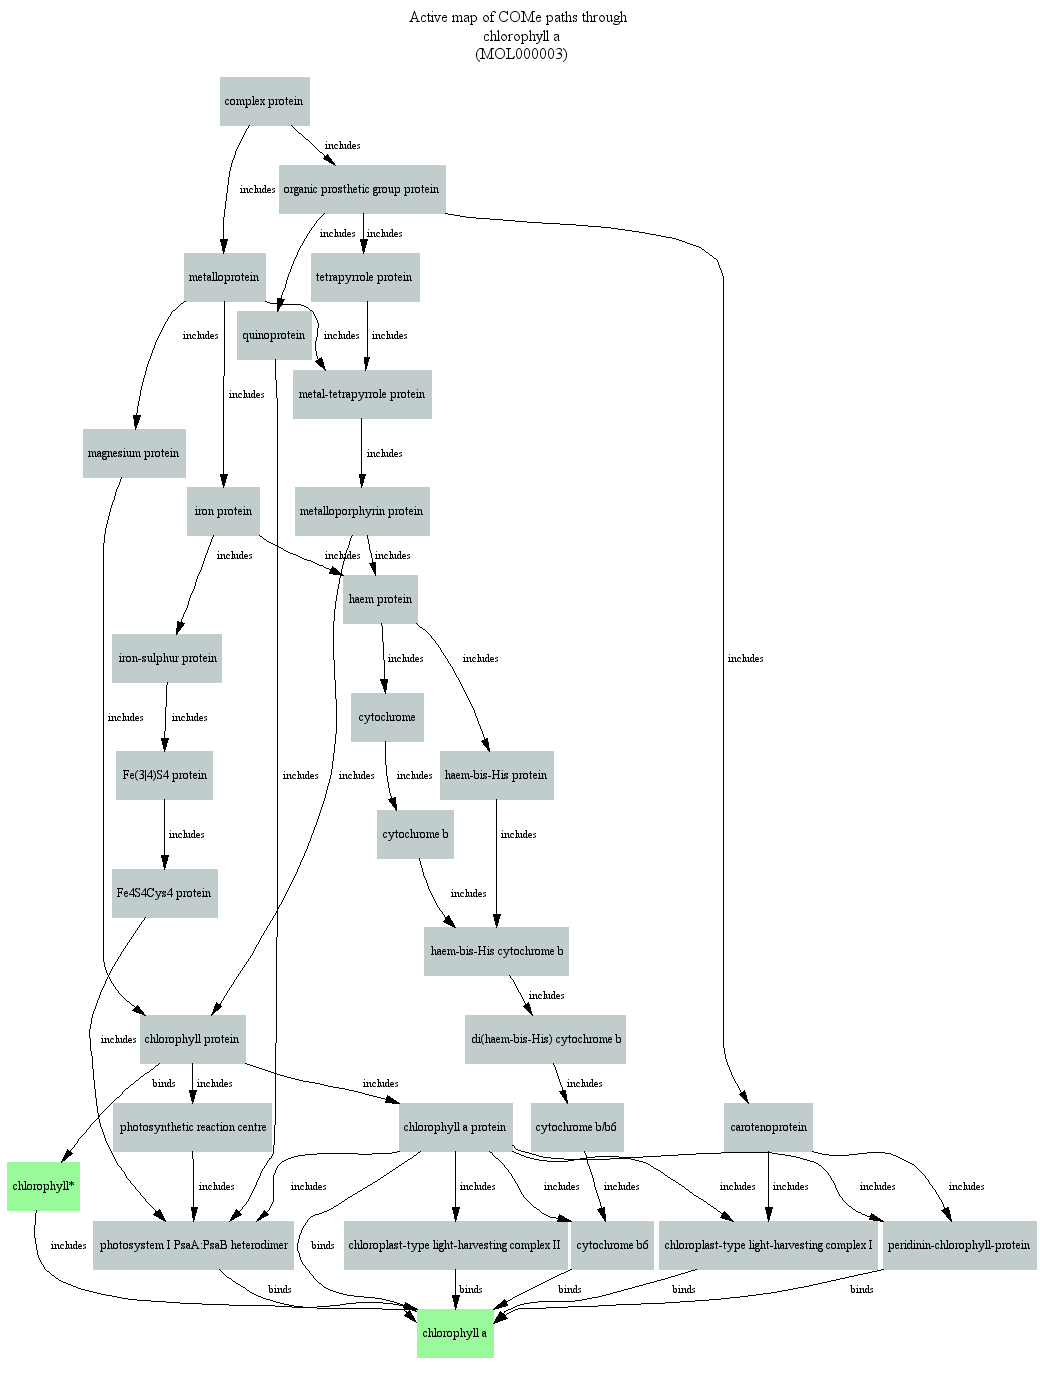 Active map of COMe paths through
chlorophyll a
(MOL000003)
complex protein
includes
includes
organic prosthetic group protein
includes
includes
metalloprotein
tetrapyrrole protein
includes
quinoprotein
includes
includes
metal-tetrapyrrole protein
includes
magnesium protein
includes
iron protein
metalloporphyrin protein
includes
includes
includes
haem protein
iron-sulphur protein
includes
includes
includes
cytochrome
includes
includes
Fe(3|4)S4 protein
includes
includes
includes
haem-bis-His protein
includes
cytochrome b
includes
Fe4S4Cys4 protein
includes
haem-bis-His cytochrome b
includes
chlorophyll protein
includes
di(haem-bis-His) cytochrome b
binds
includes
includes
includes
photosynthetic reaction centre
chlorophyll a protein
cytochrome b/b6
carotenoprotein
chlorophyll*
includes
includes
includes
includes
includes
includes
includes
includes
includes
includes
photosystem I PsaA:PsaB heterodimer
binds
chloroplast-type light-harvesting complex II
cytochrome b6
chloroplast-type light-harvesting complex I
peridinin-chlorophyll-protein
includes
binds
binds
binds
binds
binds
chlorophyll a